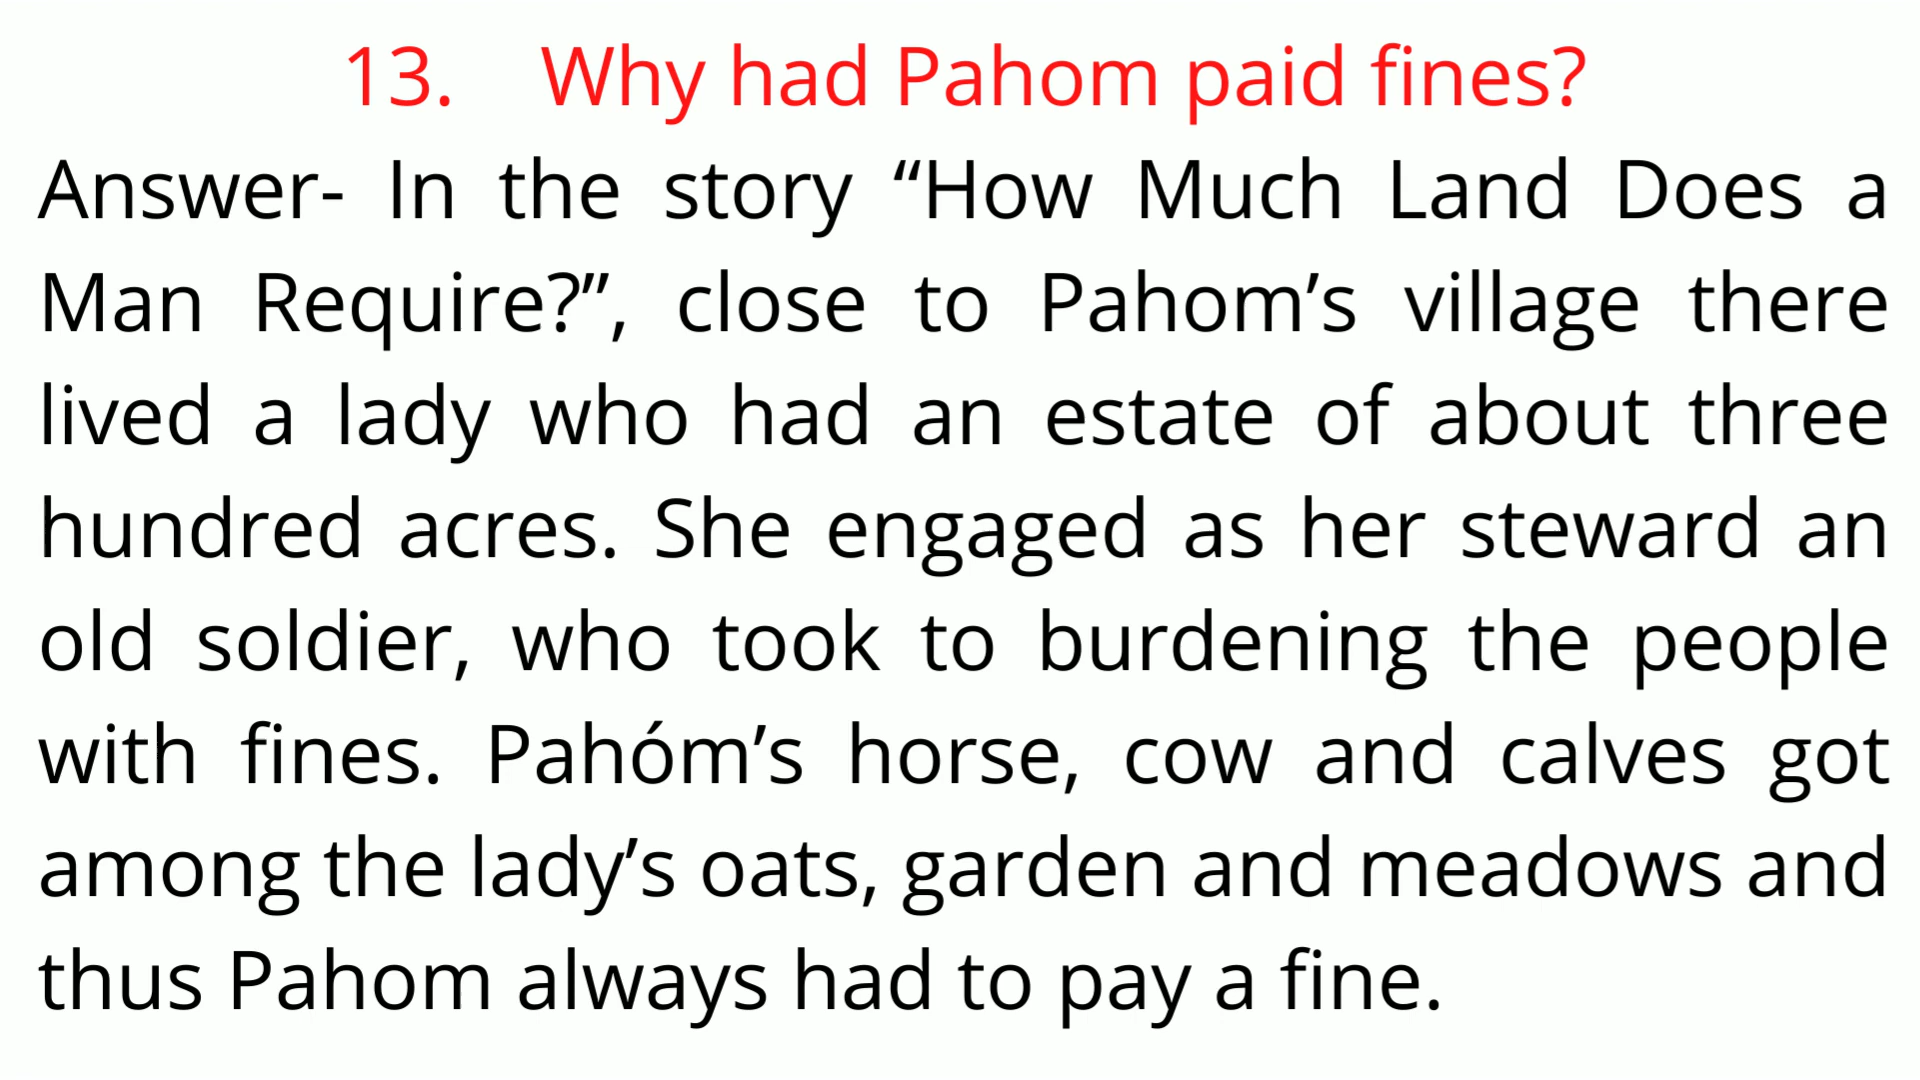 13. Why had Pahom paid fines?
Answer- In the story “How Much Land Does a
Man Require?”, close to Pahom’s village there
lived a lady who had an estate of about three
hundred acres. She engaged as her steward an
old soldier, who took to burdening the people
with fines. Pahóm’s horse, cow and calves got
among the lady’s oats, garden and meadows and
thus Pahom always had to pay a fine.